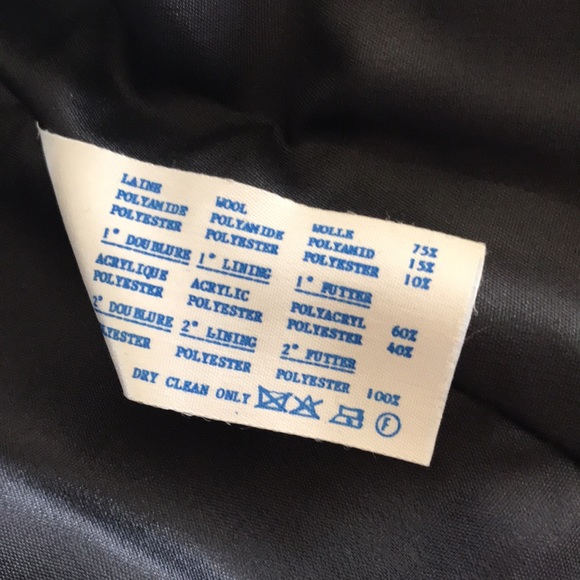 LAINE WOOL WOLLE 75%
POLYAMIDE POLYAMIDE POLYAMID 15%
POLYESTER POLYESTER POLYESTER 10%
1° DOUBLURE 1° LINING 1° FUTTER
ACRYLIQUE ACRYLIC POLYACRYL 60%
POLYESTER POLYESTER POLYESTER 40%
2° DOUBLURE 2° LINING 2° FUTTER
LYESTER POLYESTER POLYESTER 100%
DRY CLEAN ONLY F